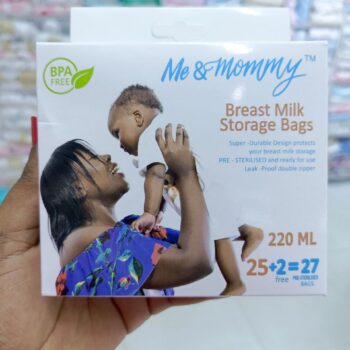 BPA
FREE
Me & Mommy™
Breast Milk
Storage Bags
Super -Durable Design protects
your breast milk storage
PRE - STERILISED and ready for use
Leak -Proof double zipper
220 ML
25+2=27
free
PRE-STERILISED
BAGS